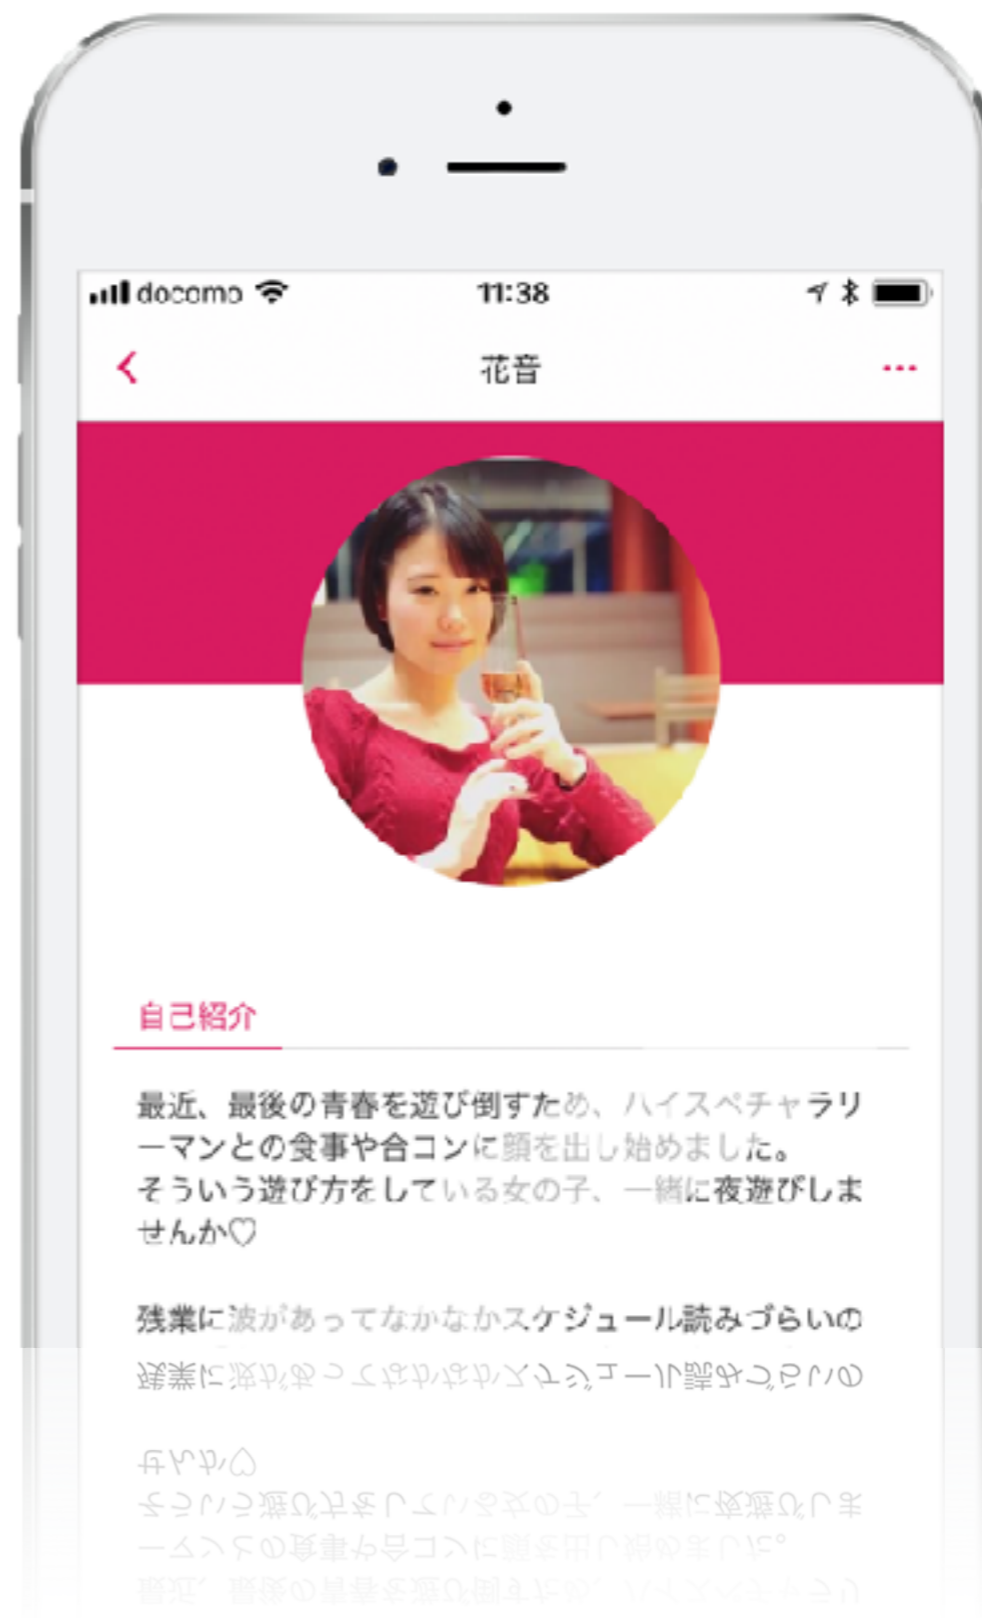 docomo 11:38
花音
自己紹介
最近、最後の青春を遊び倒すため、ハイスペチャラリ
ーマンとの食事や合コンに顔を出し始めました。
そういう遊び方をしている女の子、一緒に夜遊びしま
せんか♡
残業に波があってなかなかスケジュール読みづらいの